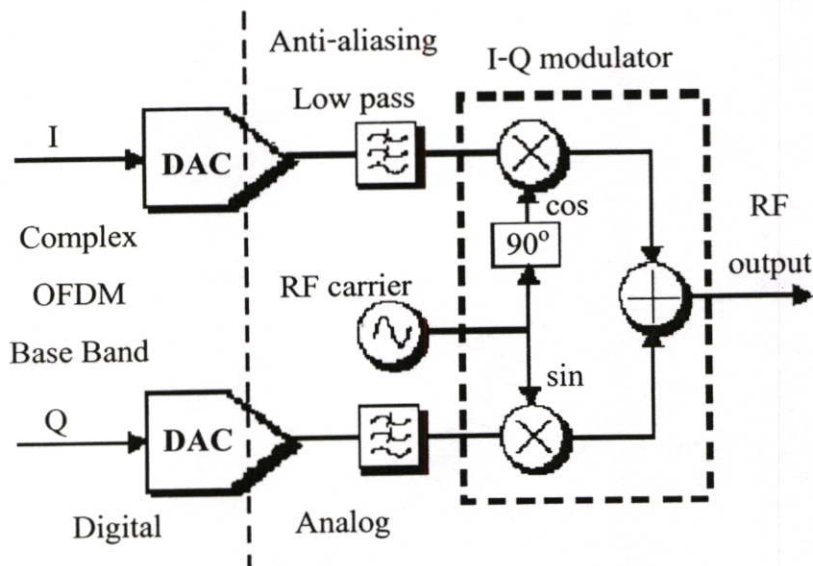 Anti-aliasing
I-Q modulator
Low pass
I
DAC
cos
90°
RF
output
Complex
OFDM
Base Band
RF carrier
sin
Q
DAC
Digital
Analog